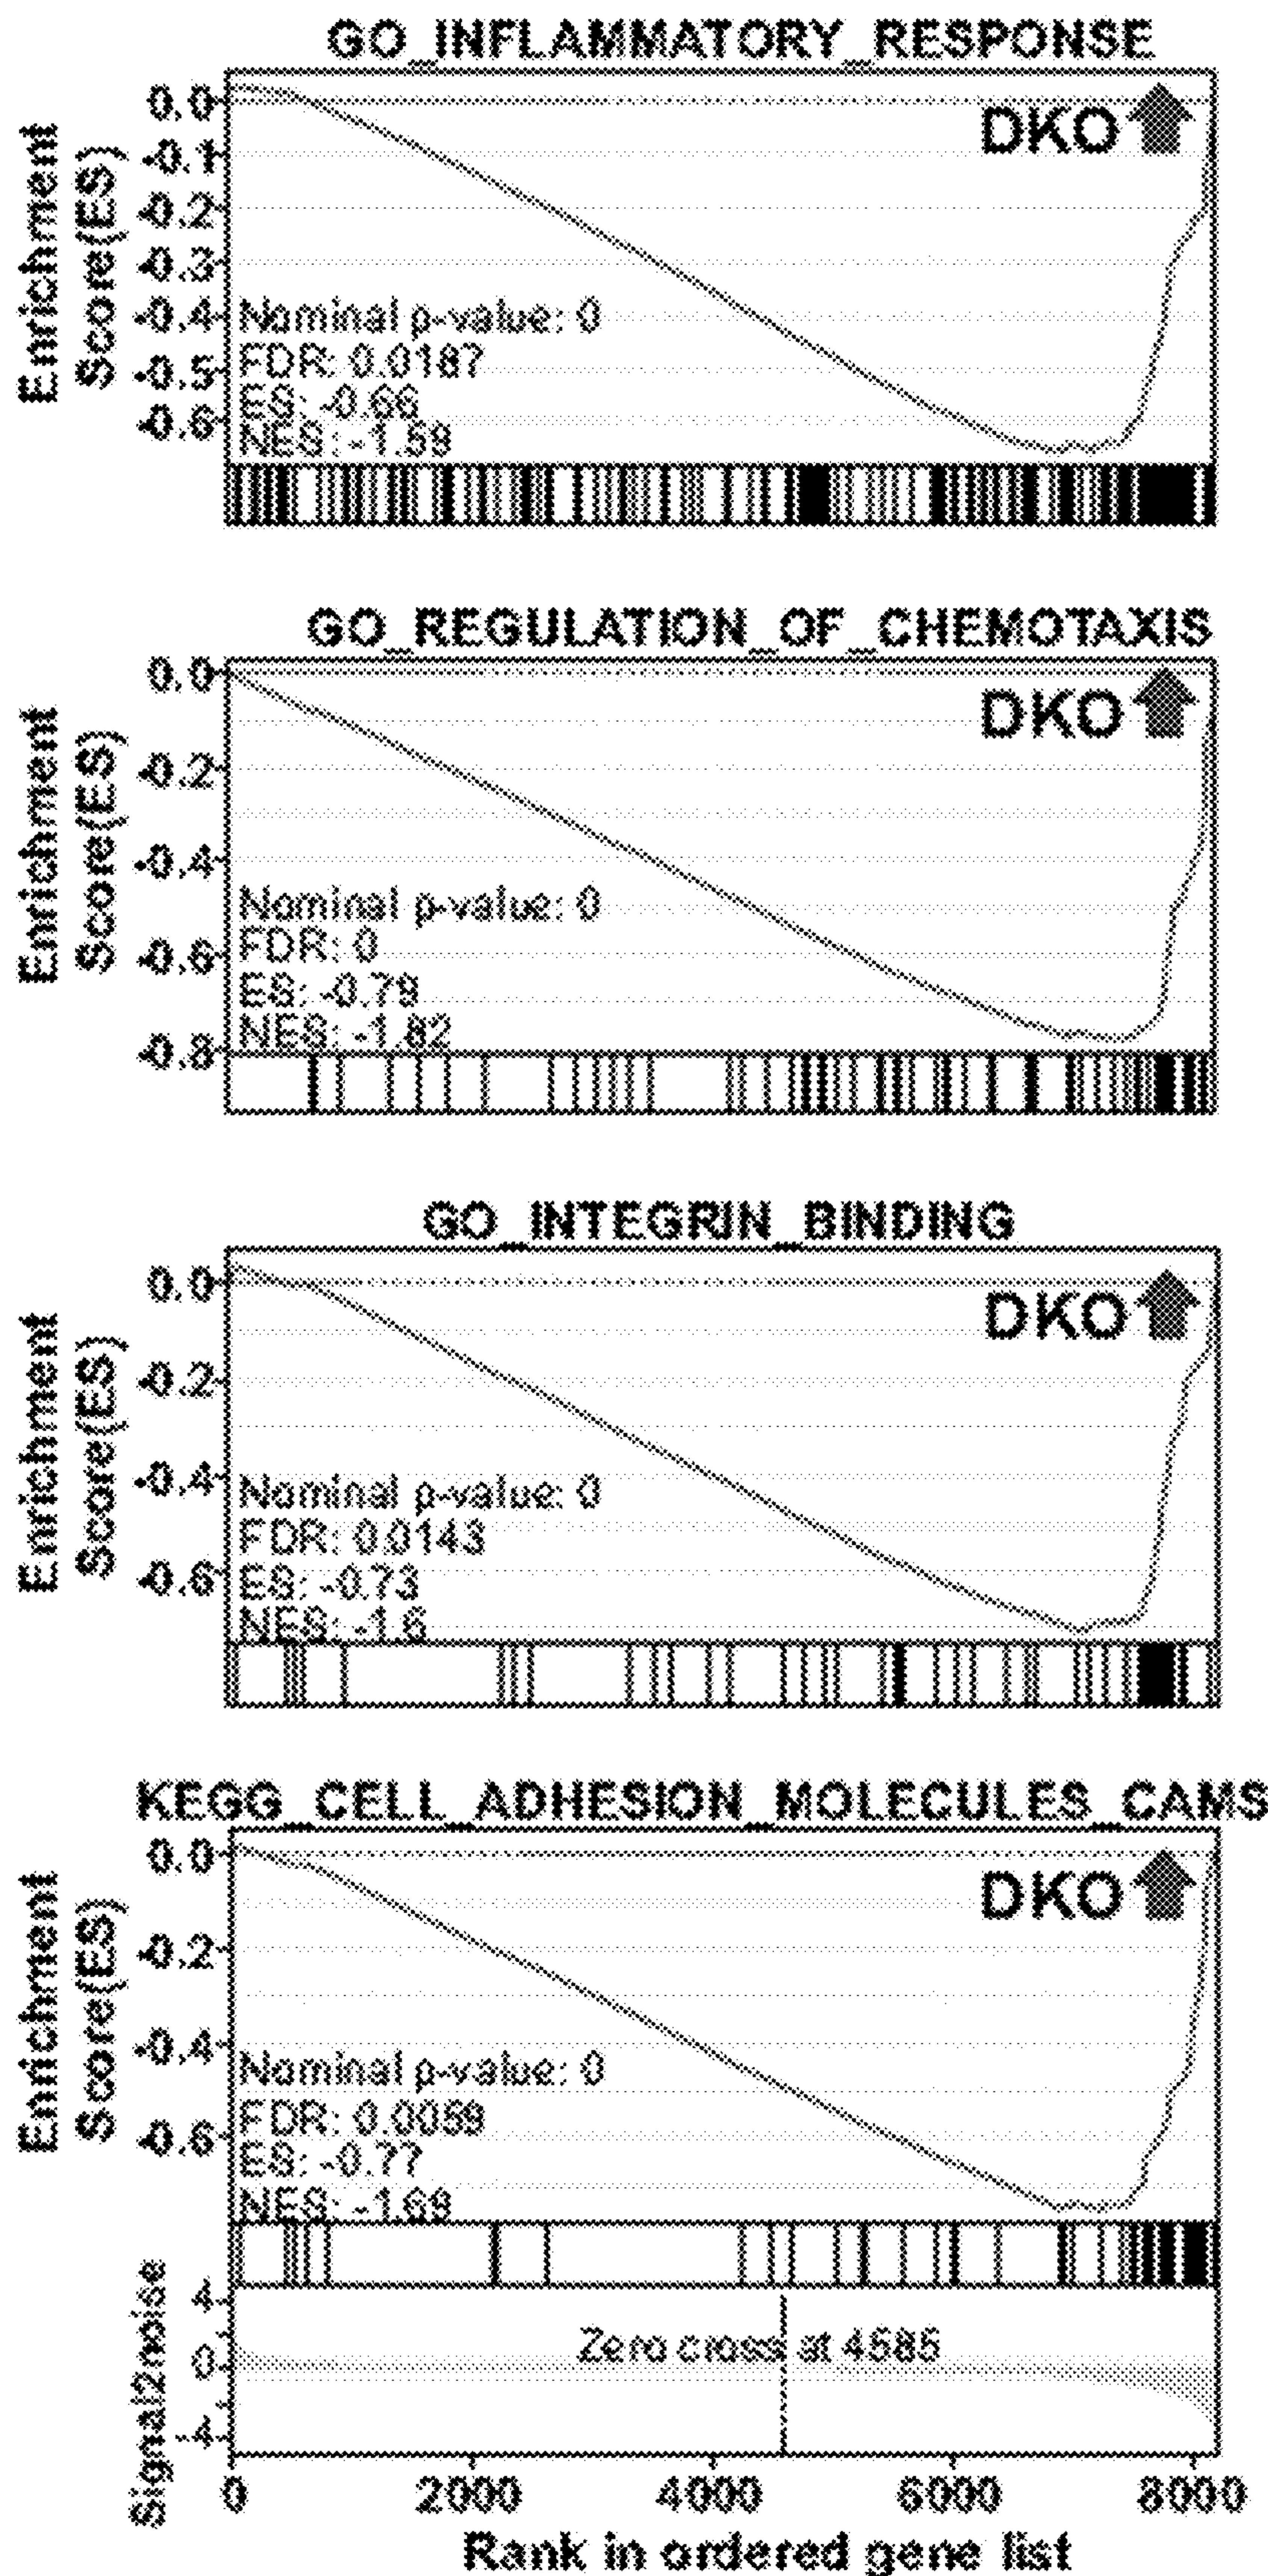 GO_INFLAMMATORY_RESPONSE
Enrichment
Score(ES)
0.0
-0.1
-0.2
-0.3
-0.4
-0.5
-0.6
DKO
Nominal p-value: 0
FDR: 0.0187
ES: -0.66
NES: -1.59
GO_REGULATION_OF_CHEMOTAXIS
Enrichment
Score(ES)
0.0
-0.2
-0.4
-0.6
-0.8
DKO
Nominal p-value: 0
FDR: 0
ES: -0.79
NES: -1.82
GO_INTEGRIN_BINDING
Enrichment
Score(ES)
0.0
-0.2
-0.4
-0.6
DKO
Nominal p-value: 0
FDR: 0.0143
ES: -0.73
NES: -1.6
KEGG_CELL_ADHESION_MOLECULES_CAMS
Enrichment
Score(ES)
0.0
-0.2
-0.4
-0.6
DKO
Nominal p-value: 0
FDR: 0.0059
ES: -0.77
NES: -1.69
Signal2noise
4
0
-4
Zero cross at 4585
0 2000 4000 6000 8000
Rank in ordered gene list